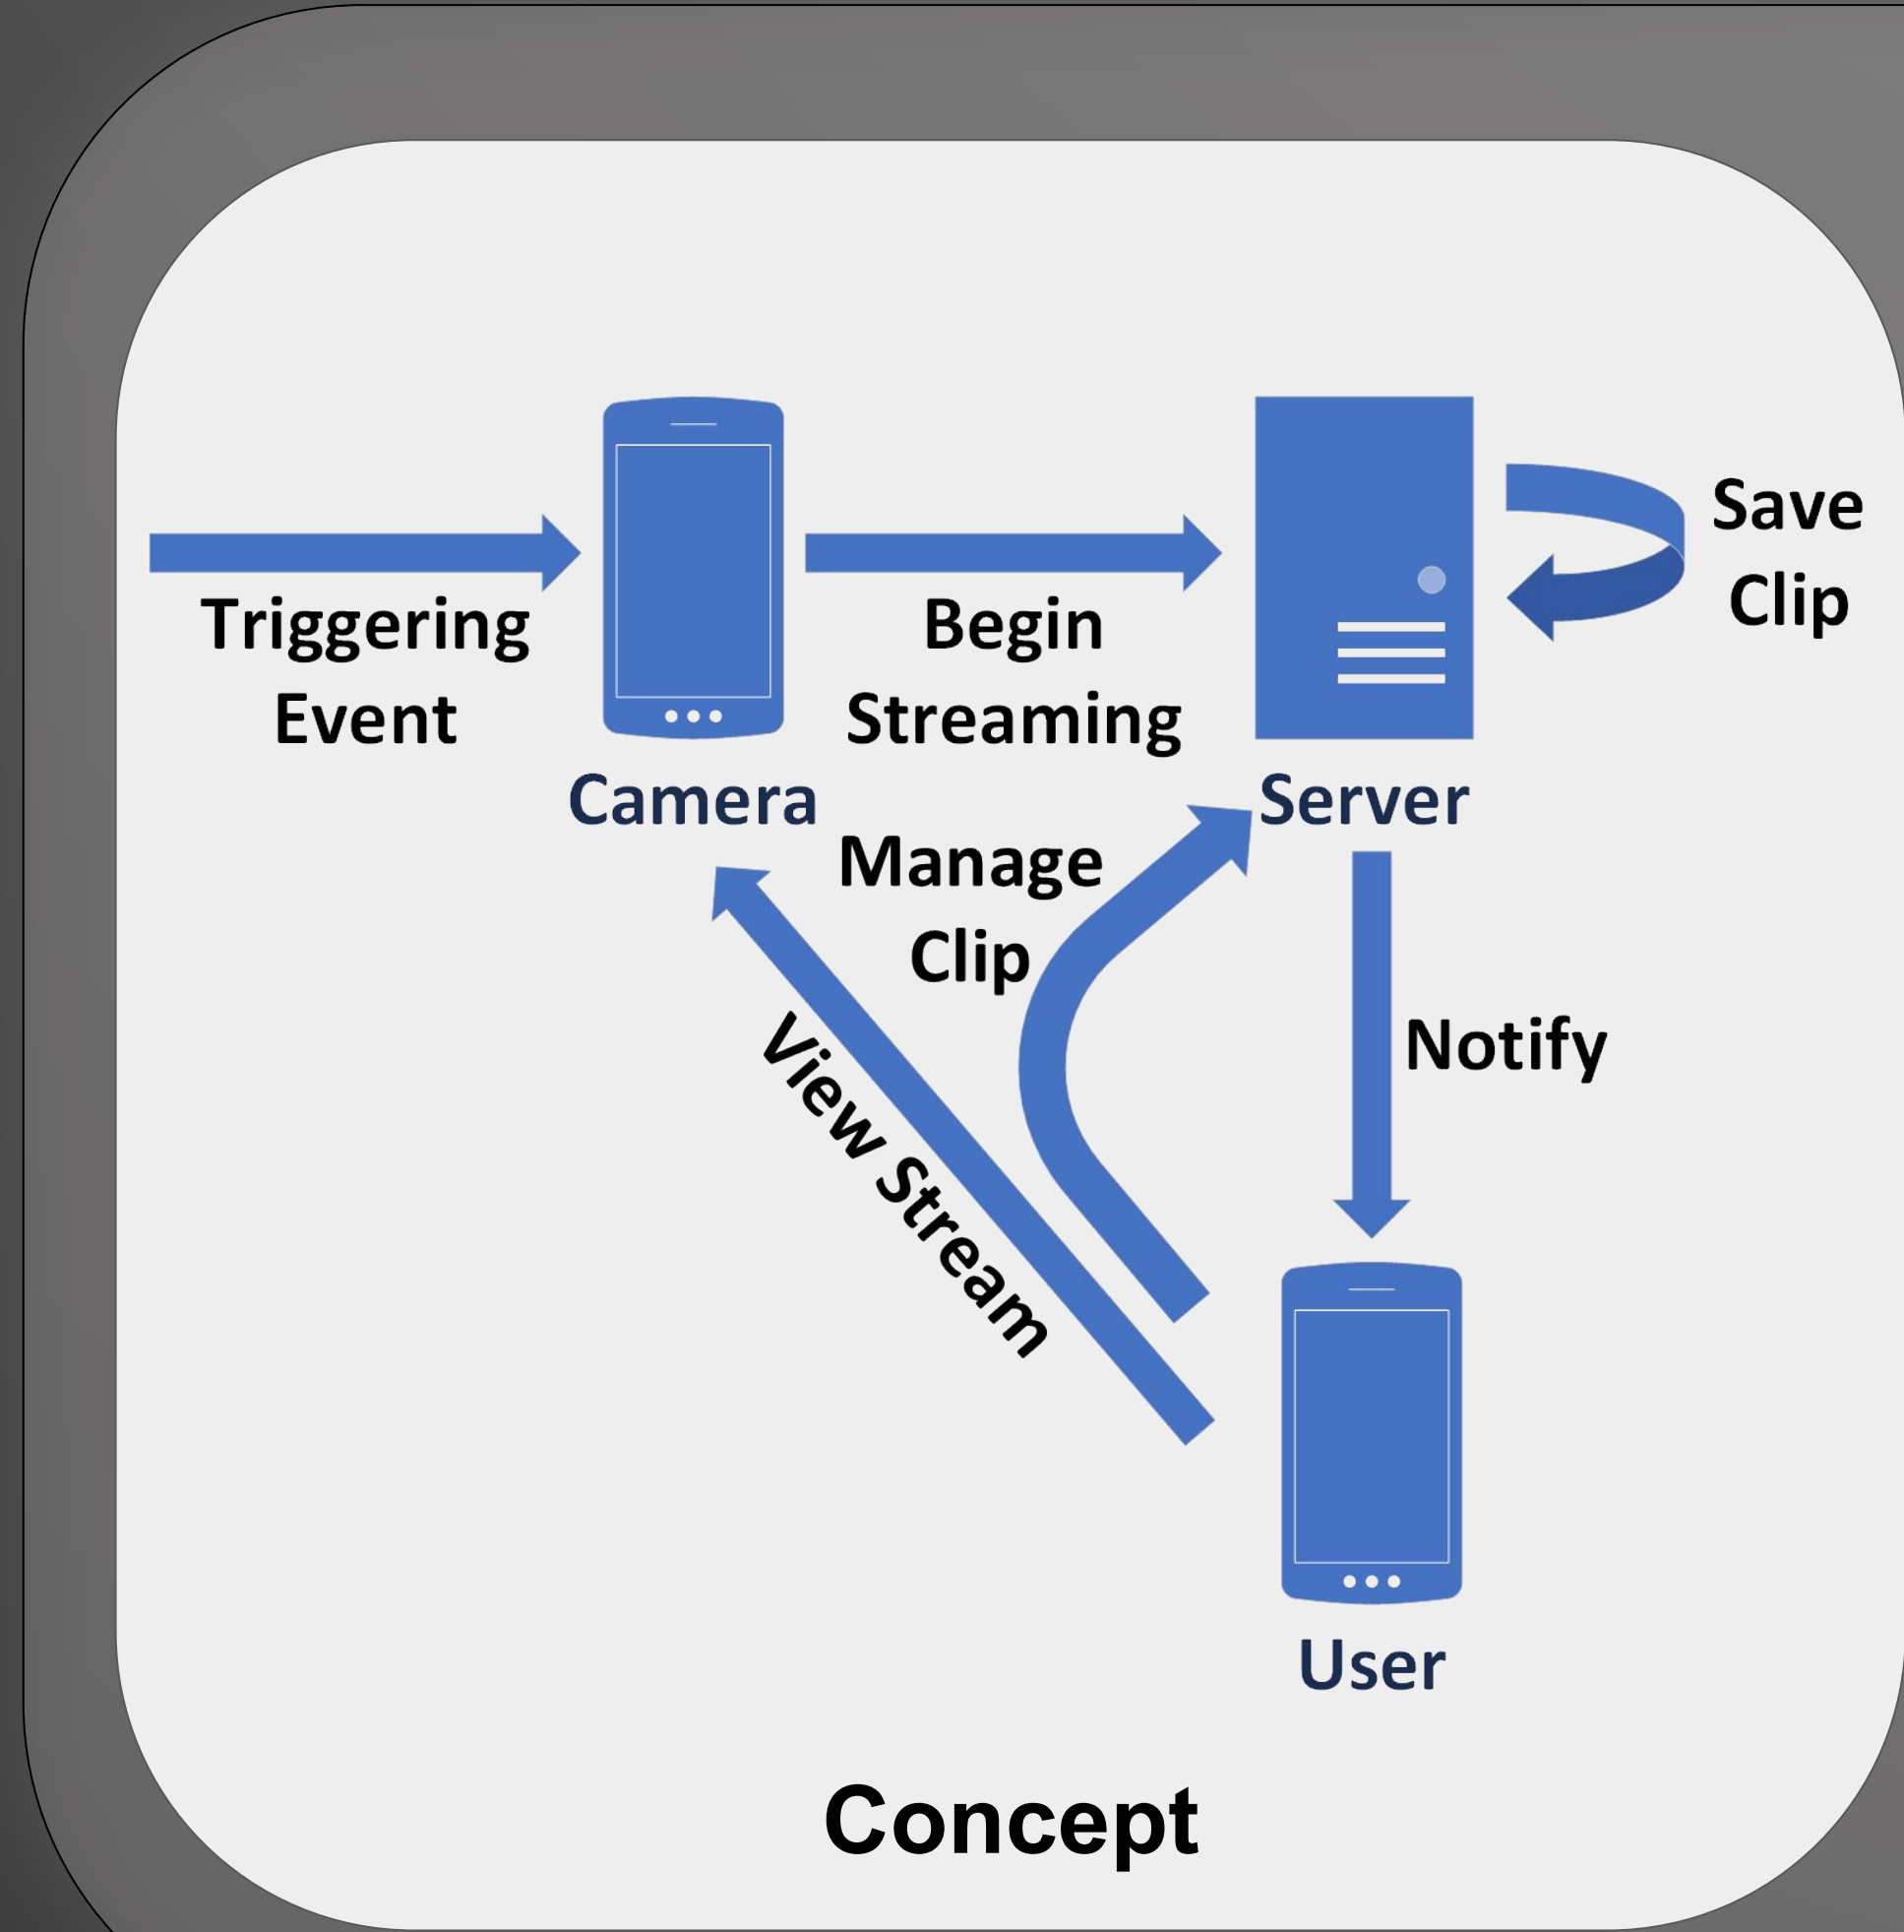 Triggering
Event
Camera
Begin
Streaming
Server
Save
Clip
Manage
Clip
View Stream
Notify
User
Concept